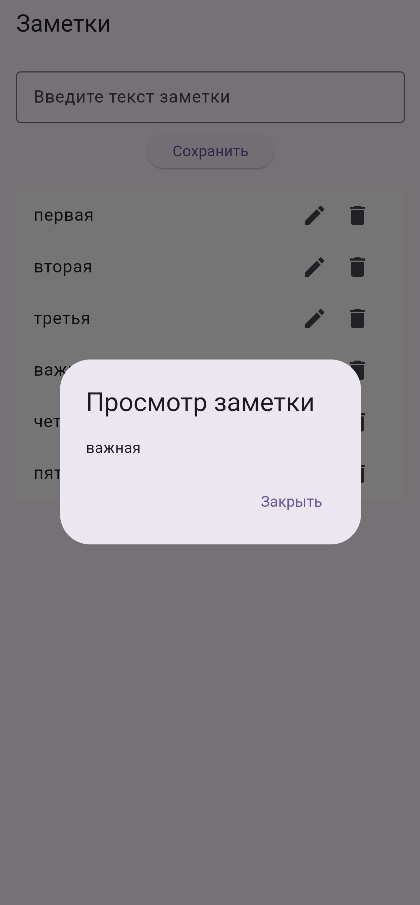 Заметки
Введите текст заметки
Сохранить
первая
вторая
третья
Просмотр заметки
важная
Закрыть